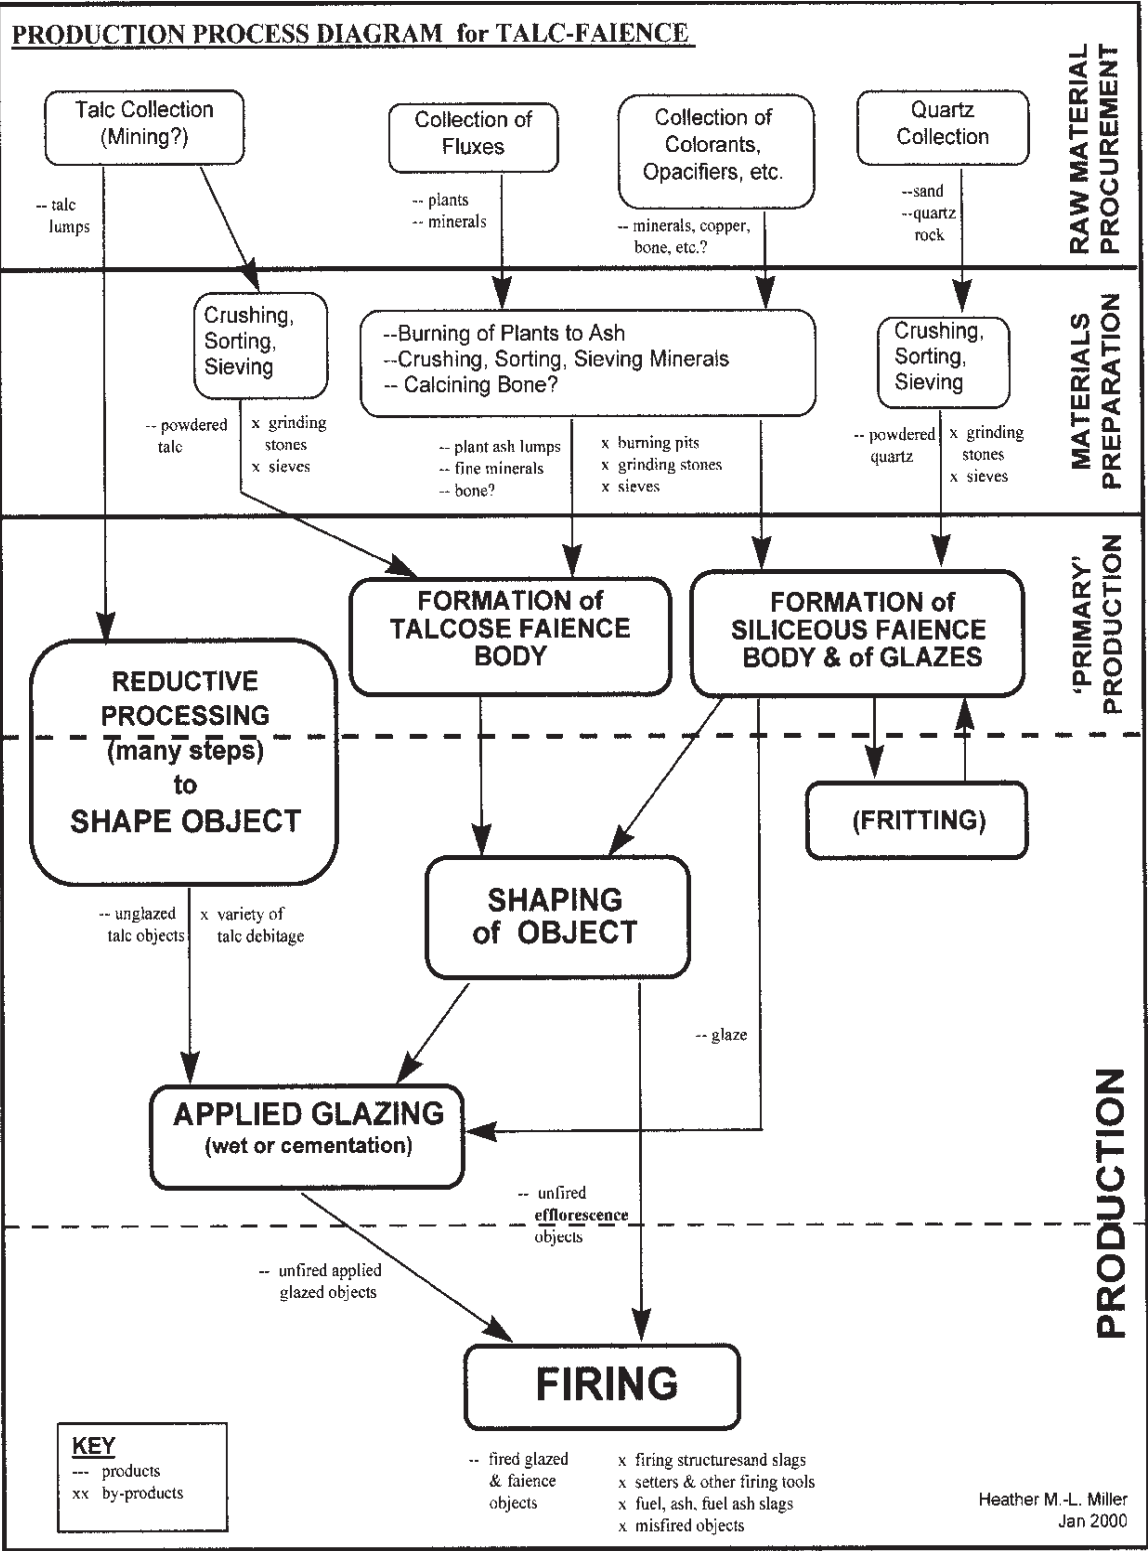 PRODUCTION PROCESS DIAGRAM for TALC-FAIENCE
RAW MATERIAL
PROCUREMENT
Talc Collection
(Mining?)
Collection of
Fluxes
Collection of
Colorants,
Opacifiers, etc.
Quartz
Collection
-- talc
lumps
-- plants
-- minerals
-- minerals, copper,
bone, etc.?
--sand
--quartz
rock
MATERIALS
PREPARATION
Crushing,
Sorting,
Sieving
--Burning of Plants to Ash
--Crushing, Sorting, Sieving Minerals
-- Calcining Bone?
Crushing,
Sorting,
Sieving
-- powdered
talc
x grinding
stones
x sieves
-- plant ash lumps
-- fine minerals
-- bone?
x burning pits
x grinding stones
x sieves
-- powdered
quartz
x grinding
stones
x sieves
'PRIMARY'
PRODUCTION
FORMATION of
TALCOSE FAIENCE
BODY
FORMATION of
SILICEOUS FAIENCE
BODY & of GLAZES
REDUCTIVE
PROCESSING
(many steps)
to
SHAPE OBJECT
(FRITTING)
SHAPING
of OBJECT
-- unglazed
talc objects
x variety of
talc debitage
-- glaze
PRODUCTION
APPLIED GLAZING
(wet or cementation)
-- unfired
efflorescence
objects
-- unfired applied
glazed objects
FIRING
KEY
--- products
xx by-products
-- fired glazed
& faience
objects
x firing structuresand slags
x setters & other firing tools
x fuel, ash, fuel ash slags
x misfired objects
Heather M.-L. Miller
Jan 2000